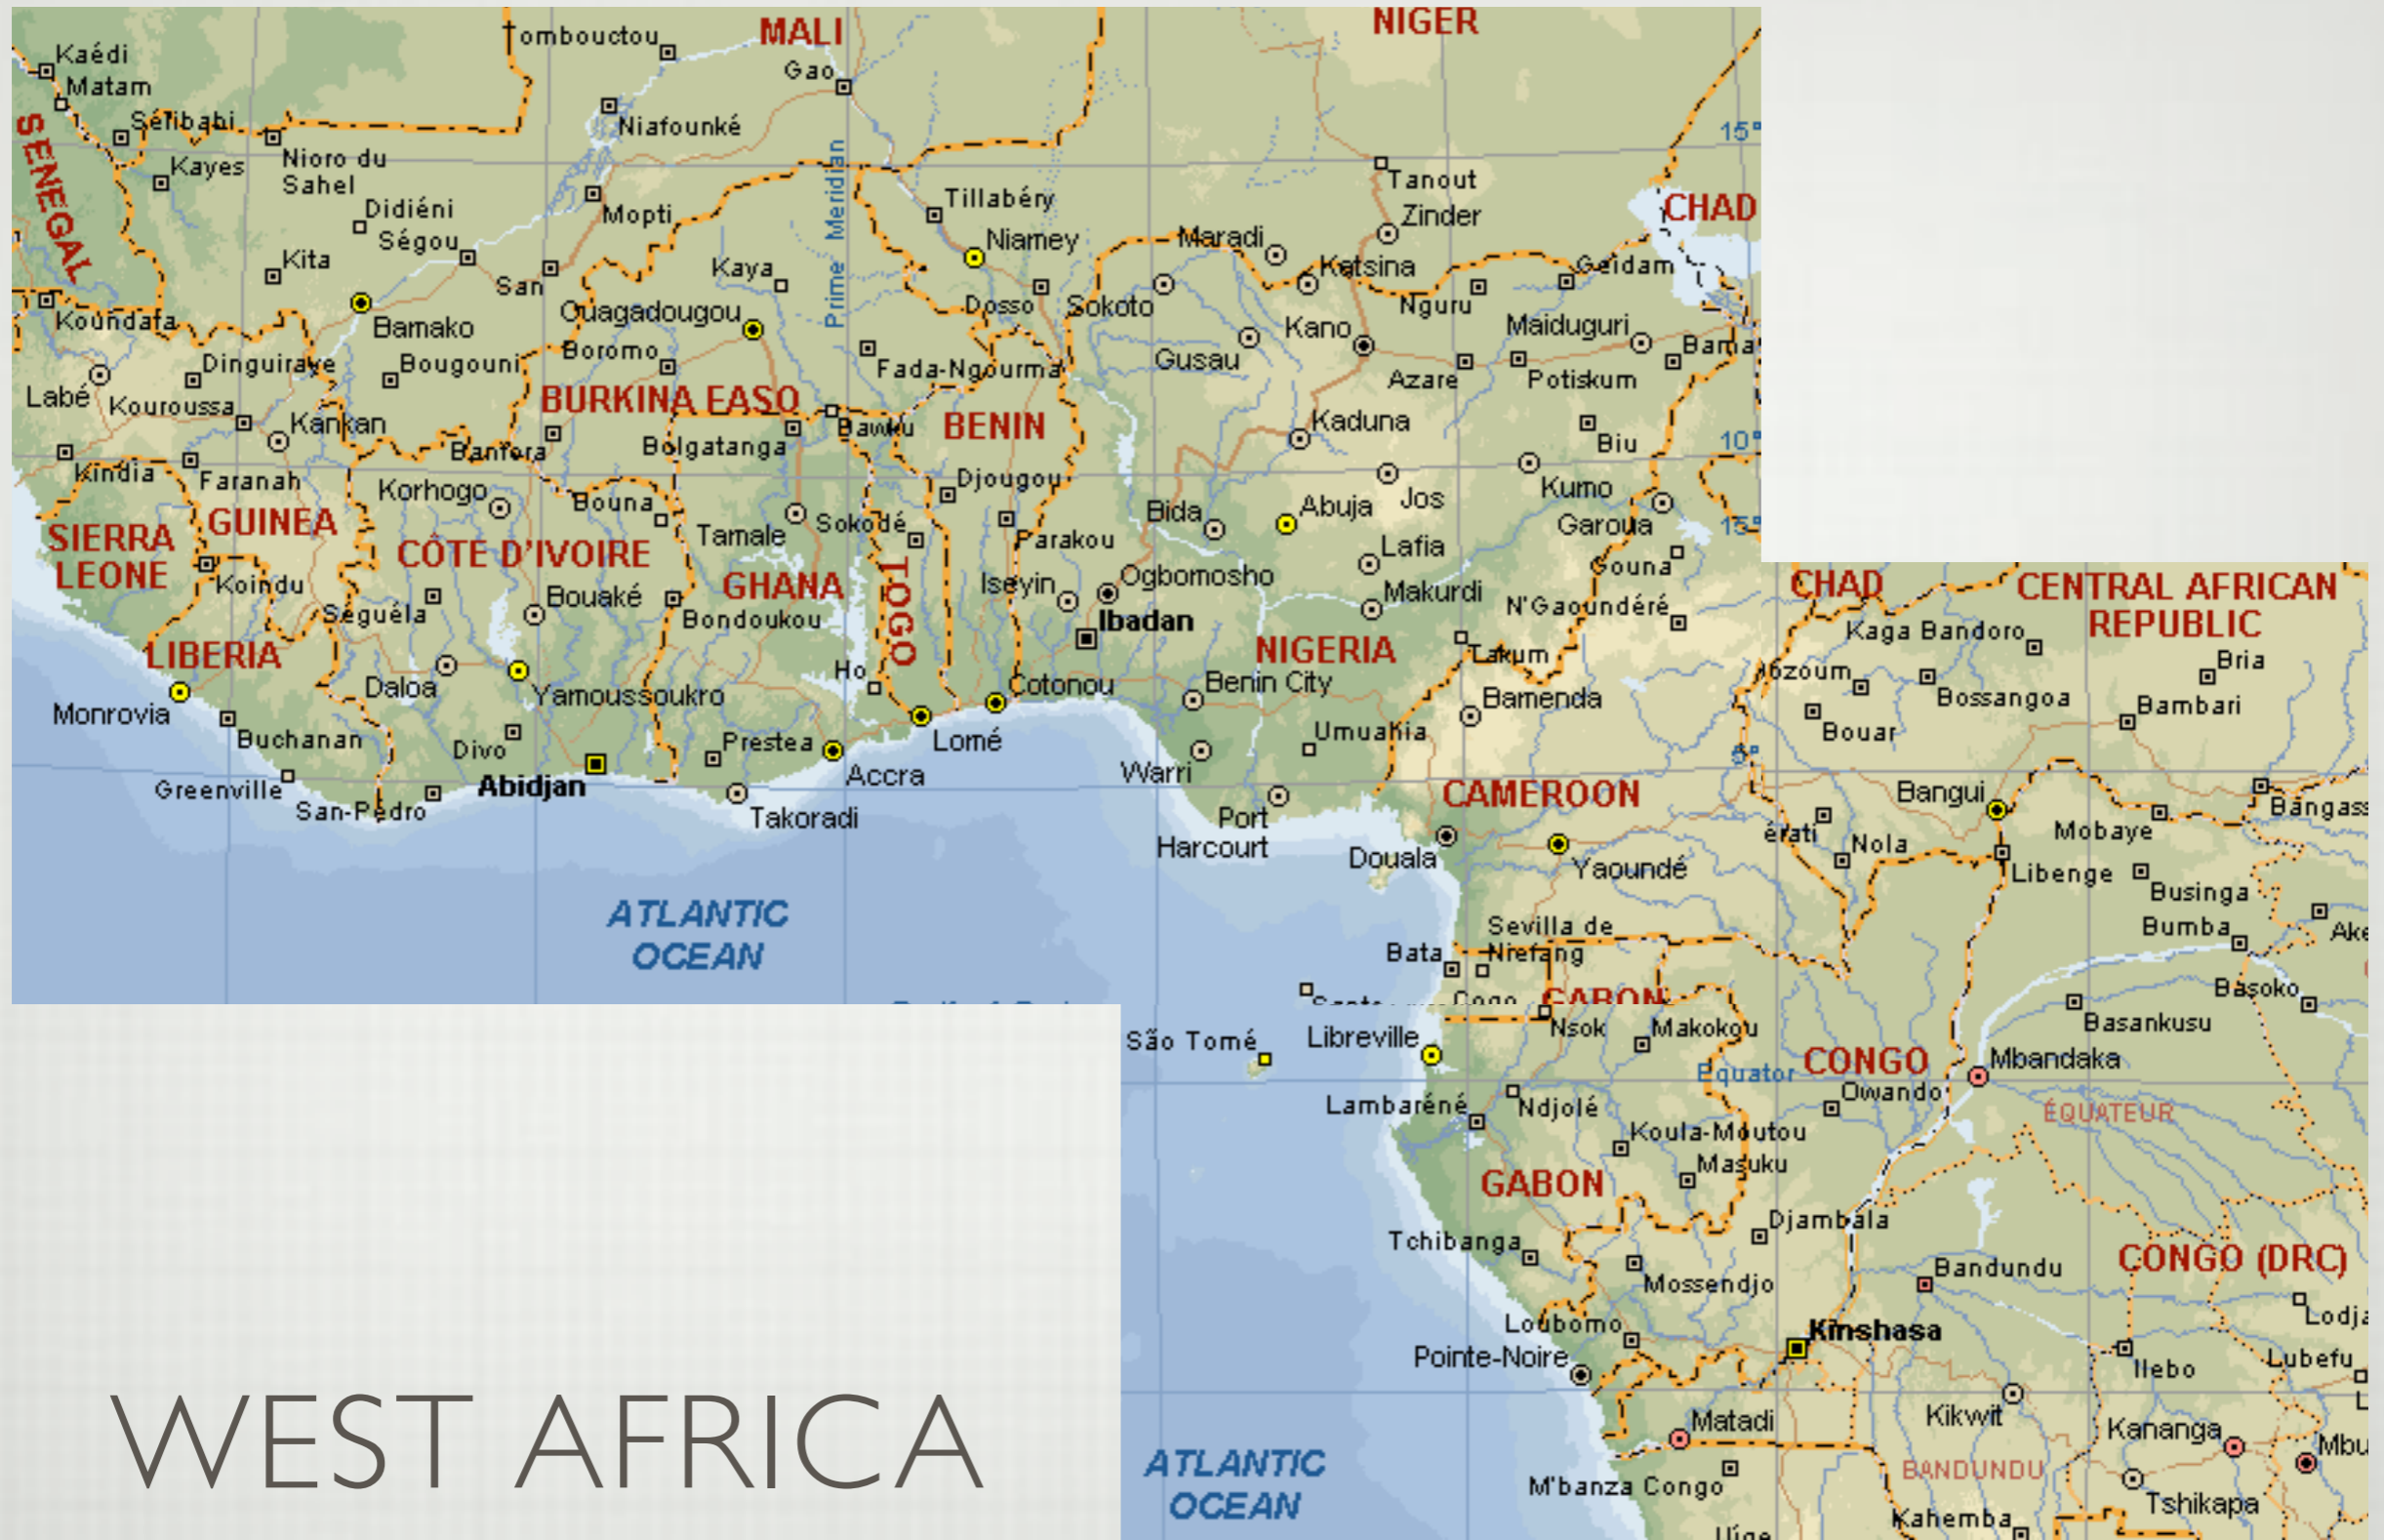 MALI
NIGER
Tombouctou
Kaédi
Gao
Matam
Sélibabi
Niafounké
15°
SENEGAL
Kayes
Nioro du
Sahel
Prime Meridian
Tanout
Didiéni
Mopti
Tillabéry
Zinder
CHAD
Ségou
Niamey
Maradi
Kita
San
Kaya
Katsina
Geidam
Koundafa
Bamako
Ouagadougou
Dosso
Sokoto
Nguru
Kano
Maiduguri
Dinguiraye
Bougouni
Boromo
Fada-Ngourma
Gusau
Azare
Potiskum
Bama
Labé
Kouroussa
Kankan
BURKINA FASO
BENIN
Bawku
Kaduna
Biu
10°
Kindia
Faranah
Banfora
Bolgatanga
Djougou
Korhogo
Bouna
Jos
Kumo
SIERRA
LEONE
GUINEA
Tamale
Sokodé
Bida
Abuja
Garoua
15°
CÔTE D'IVOIRE
Parakou
Lafia
Gouna
Koindu
Bouaké
GHANA
TOGO
Iseyin
Ogbomosho
Makurdi
N'Gaoundéré
CHAD
CENTRAL AFRICAN
REPUBLIC
Séguéla
Bondoukou
Ibadan
Kaga Bandoro
LIBERIA
NIGERIA
Takum
Bria
Daloa
Yamoussoukro
Ho
Cotonou
Benin City
Bamenda
Bossangoa
Bambari
Monrovia
Buchanan
Divo
Prestea
Lomé
Umuahia
Bouar
5°
Greenville
Abidjan
Accra
Warri
CAMEROON
Bangui
Bangass
San-Pédro
Takoradi
Port
Harcourt
Mobaye
Douala
Yaoundé
Nola
Libenge
Businga
ATLANTIC
OCEAN
Sevilla de
Niefang
Bata
Bumba
Ake
GABON
Basoko
São Tomé
Libreville
Nsok
Makokou
Basankusu
Equator
CONGO
Mbandaka
Lambaréné
Ndjolé
Owando
ÉQUATEUR
Koula-Moutou
Masuku
GABON
Djambala
Tchibanga
Mossendjo
Bandundu
CONGO (DRC)
Lodja
Loubomo
Kinshasa
Pointe-Noire
Ilebo
Lubefu
Matadi
Kikwit
Kananga
Mbu
ATLANTIC
OCEAN
M'banza Congo
BANDUNDU
Tshikapa
Kahemba
WEST AFRICA